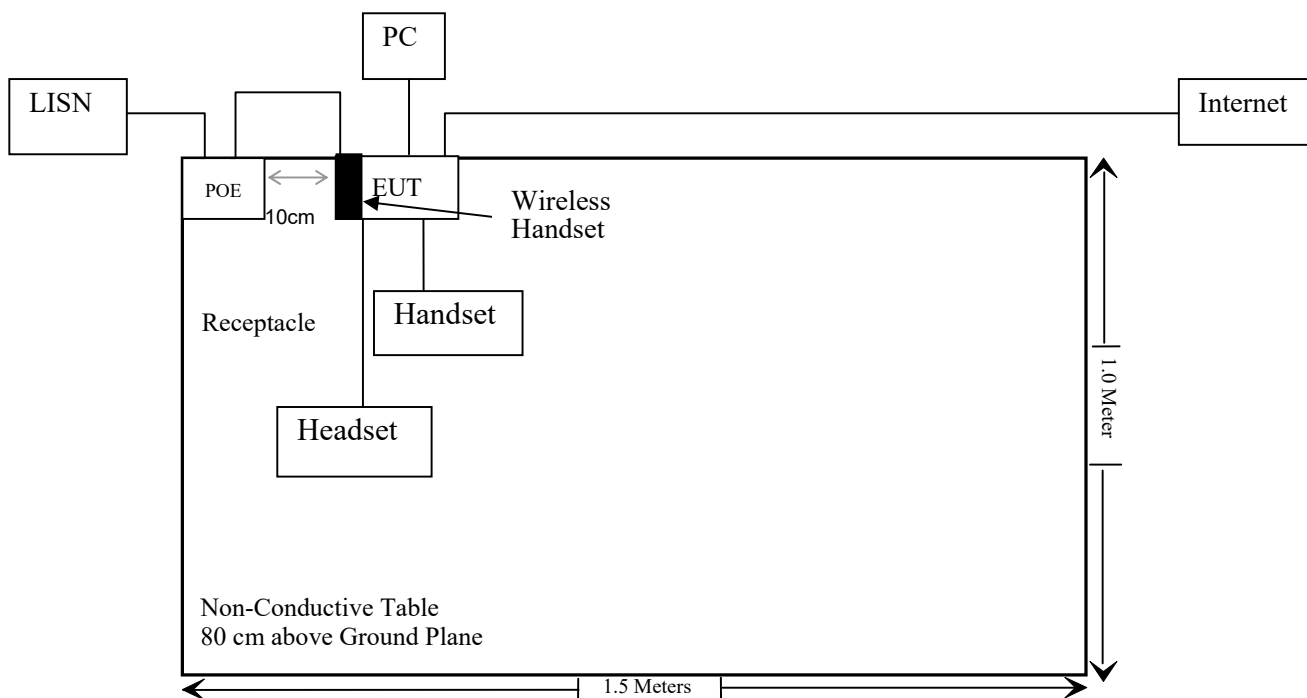 PC
LISN
Internet
POE
EUT
10cm
Wireless
Handset
Receptacle
Handset
Headset
1.0 Meter
Non-Conductive Table
80 cm above Ground Plane
1.5 Meters